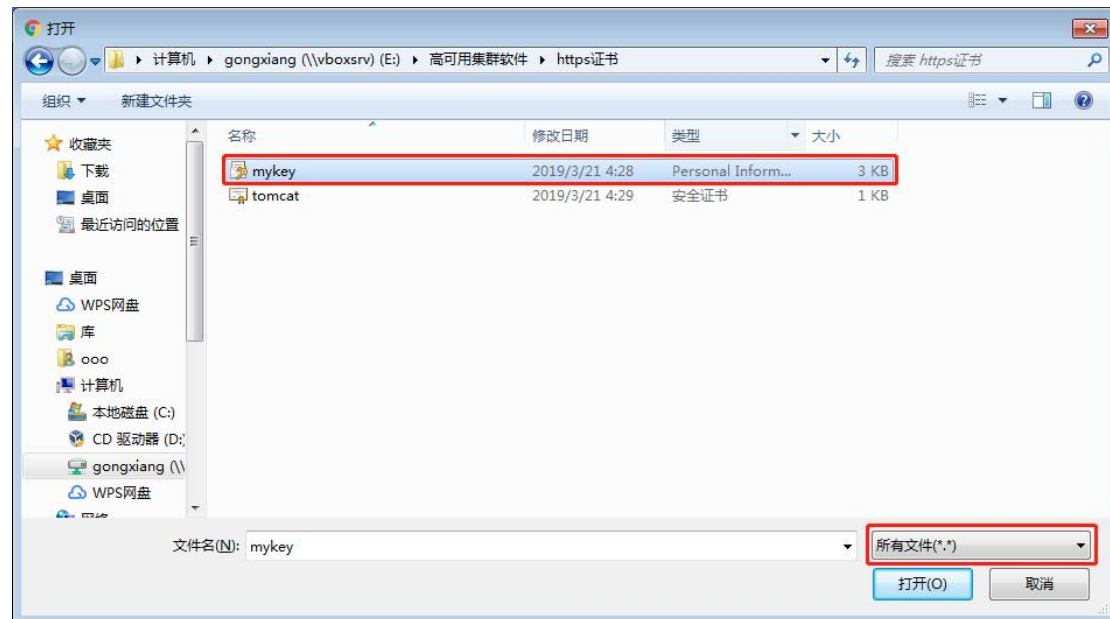 打开
计算机 ▸ gongxiang (\\vboxsrv) (E:) ▸ 高可用集群软件 ▸ https证书
搜索 https证书
组织 新建文件夹
名称 修改日期 类型 大小
收藏夹
下载
桌面
最近访问的位置
桌面
WPS网盘
库
ooo
计算机
本地磁盘 (C:)
CD 驱动器 (D:
gongxiang (\\
WPS网盘
mykey 2019/3/21 4:28 Personal Inform... 3 KB
tomcat 2019/3/21 4:29 安全证书 1 KB
文件名(N): mykey
所有文件(*.*)
打开(O) 取消